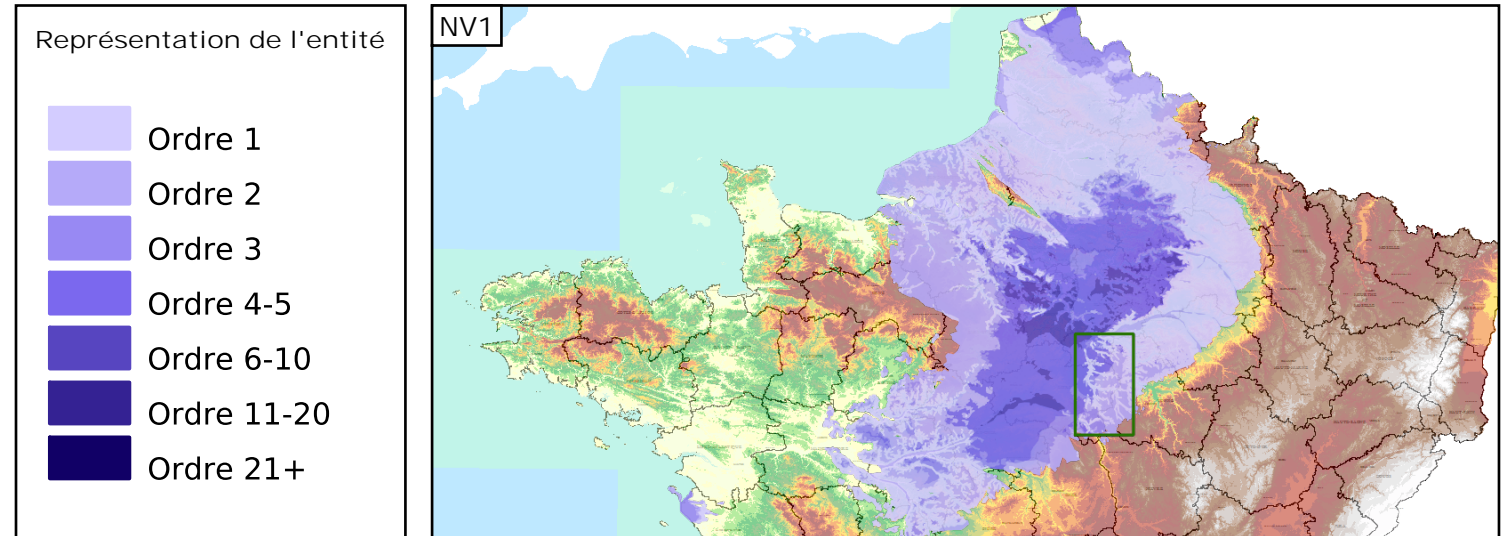 Représentation de l'entité
Ordre 1
Ordre 2
Ordre 3
Ordre 4-5
Ordre 6-10
Ordre 11-20
Ordre 21+
NV1